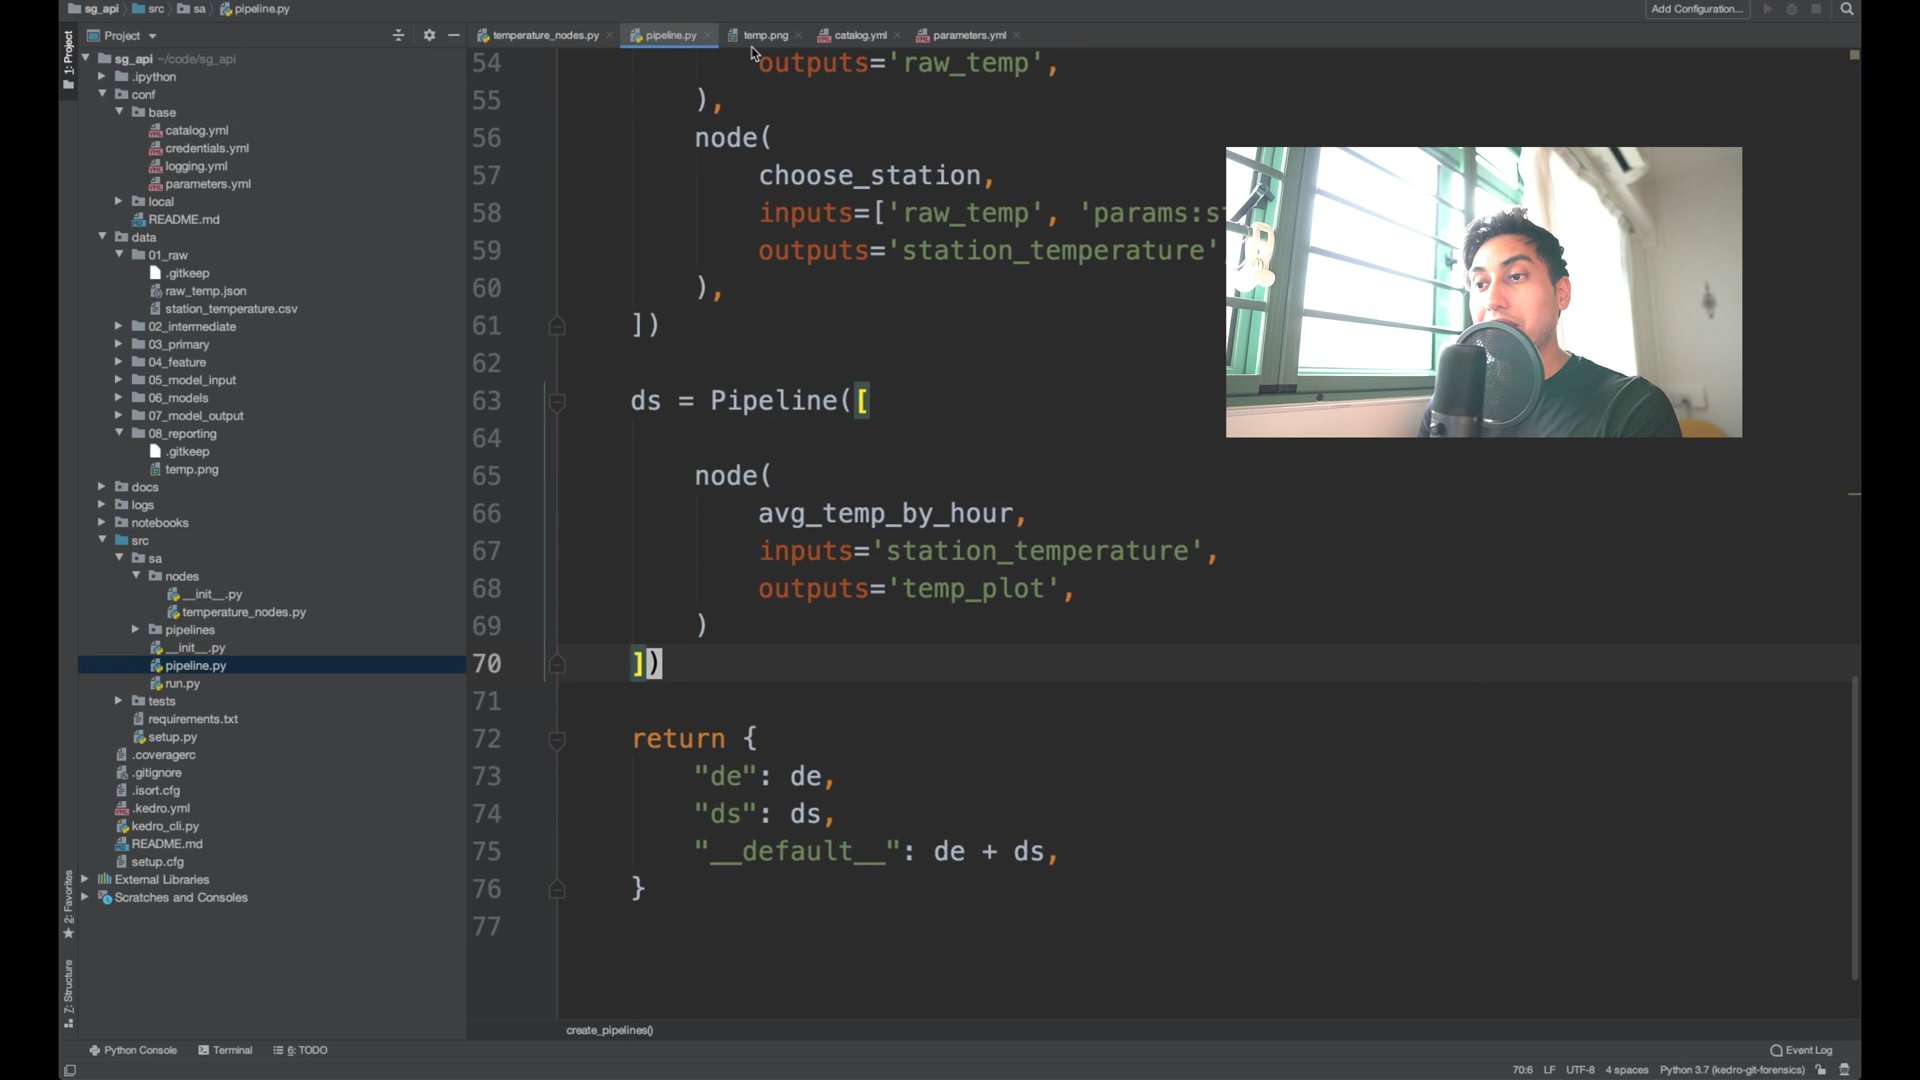 sg_api src sa pipeline.py
Add Configuration...
1: Project
Project
temperature_nodes.py
pipeline.py
temp.png
catalog.yml
parameters.yml
sg_api ~/code/sg_api
.ipython
conf
base
catalog.yml
credentials.yml
logging.yml
parameters.yml
local
README.md
data
01_raw
.gitkeep
raw_temp.json
station_temperature.csv
02_intermediate
03_primary
04_feature
05_model_input
06_models
07_model_output
08_reporting
.gitkeep
temp.png
docs
logs
notebooks
src
sa
nodes
__init__.py
temperature_nodes.py
pipelines
__init__.py
pipeline.py
run.py
tests
requirements.txt
setup.py
.coveragerc
.gitignore
.isort.cfg
.kedro.yml
kedro_cli.py
README.md
setup.cfg
External Libraries
Scratches and Consoles
2: Favorites
7: Structure
54 outputs='raw_temp',
55 ),
56 node(
57 choose_station,
58 inputs=['raw_temp', 'params:st
59 outputs='station_temperature'
60 ),
61 ])
62
63 ds = Pipeline([
64
65 node(
66 avg_temp_by_hour,
67 inputs='station_temperature',
68 outputs='temp_plot',
69 )
70 ])
71
72 return {
73 "de": de,
74 "ds": ds,
75 "__default__": de + ds,
76 }
77
create_pipelines()
Python Console
Terminal
6: TODO
Event Log
70:6 LF UTF-8 4 spaces Python 3.7 (kedro-git-forensics)